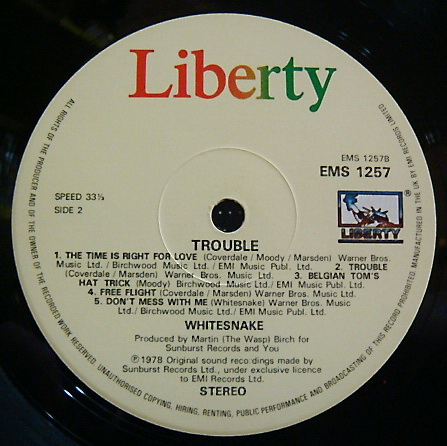 Liberty
EMS 1257B
EMS 1257
SPEED 33⅓
SIDE 2
LIBERTY
®
TROUBLE
1. THE TIME IS RIGHT FOR LOVE (Coverdale / Moody / Marsden) Warner Bros.
Music Ltd. / Birchwood Music Ltd. / EMI Music Publ. Ltd. 2. TROUBLE
(Coverdale / Marsden) Warner Bros. Music Ltd. 3. BELGIAN TOM'S
HAT TRICK (Moody) Birchwood Music Ltd. / EMI Music Publ. Ltd.
4. FREE FLIGHT (Coverdale / Marsden) Warner Bros. Music Ltd.
5. DON'T MESS WITH ME (Whitesnake) Warner Bros. Music
Ltd. / Birchwood Music Ltd. / EMI Music Publ. Ltd.
WHITESNAKE
Produced by Martin (The Wasp) Birch for
Sunburst Records and You
℗ 1978 Original sound reco dings made by
Sunburst Records Ltd., under exclusive licence
to EMI Records Ltd.
STEREO
ALL RIGHTS OF THE PRODUCER AND OF THE OWNER OF THE RECORDED WORK RESERVED. UNAUTHORISED COPYING, HIRING, RENTING, PUBLIC PERFORMANCE AND BROADCASTING OF THIS RECORD PROHIBITED. MANUFACTURED IN THE UK BY EMI RECORDS LIMITED